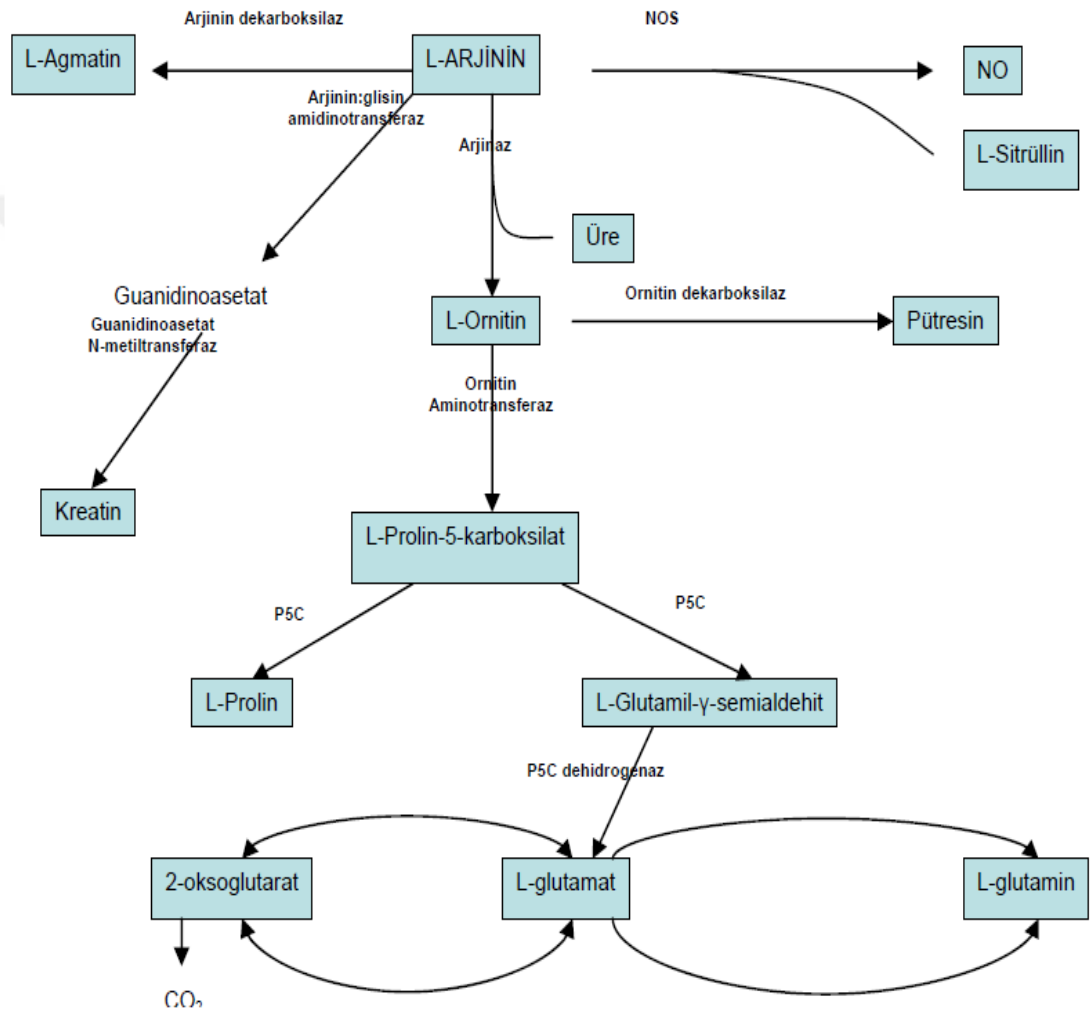 Arjinin dekarboksilaz
NOS
L-Agmatin
L-ARJİNİN
NO
Arjinin:glisin
amidinotransferaz
Arjinaz
L-Sitrüllin
Üre
Guanidinoasetat
Guanidinoasetat
N-metiltransferaz
L-Ornitin
Ornitin dekarboksilaz
Pütresin
Ornitin
Aminotransferaz
Kreatin
L-Prolin-5-karboksilat
P5C
P5C
L-Prolin
L-Glutamil-γ-semialdehit
P5C dehidrogenaz
2-oksoglutarat
L-glutamat
L-glutamin
CO₂